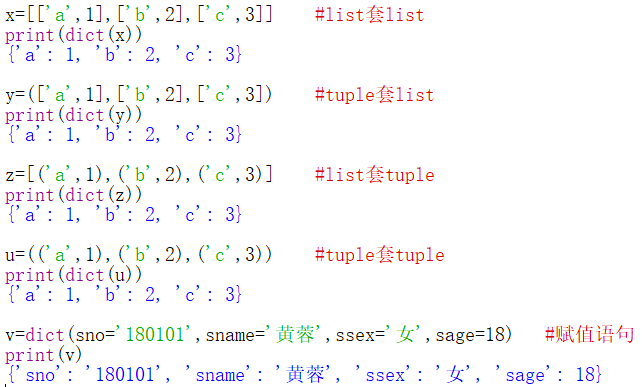 x=[['a',1],['b',2],['c',3]]    #list套list
print(dict(x))
{'a': 1, 'b': 2, 'c': 3}
y=(['a',1],['b',2],['c',3])    #tuple套list
print(dict(y))
{'a': 1, 'b': 2, 'c': 3}
z=[('a',1),('b',2),('c',3)]    #list套tuple
print(dict(z))
{'a': 1, 'b': 2, 'c': 3}
u=(('a',1),('b',2),('c',3))    #tuple套tuple
print(dict(u))
{'a': 1, 'b': 2, 'c': 3}
v=dict(sno='180101',sname='黄蓉',ssex='女',sage=18)    #赋值语句
print(v)
{'sno': '180101', 'sname': '黄蓉', 'ssex': '女', 'sage': 18}